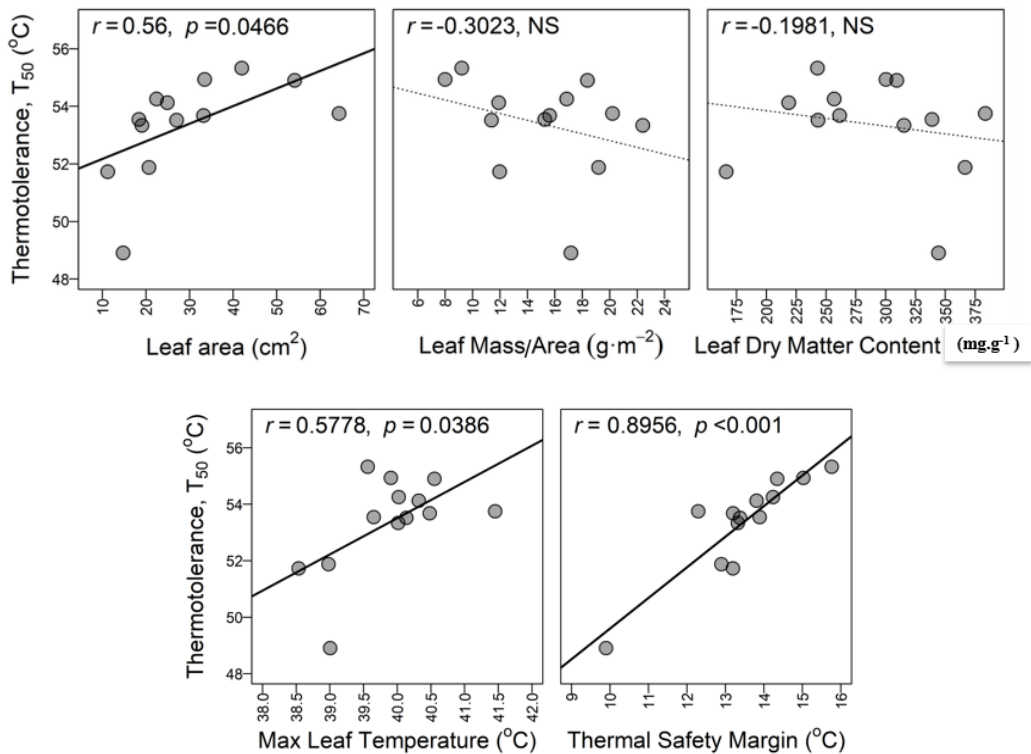 r = 0.56, p =0.0466
r =-0.3023, NS
r =-0.1981, NS
Thermotolerance, T50 (oC)
56
54
52
50
48
10 20 30 40 50 60 70
6 8 10 12 14 16 18 20 22 24
175 200 225 250 275 300 325 350 375
Leaf area (cm2)
Leaf Mass/Area (g·m−2)
Leaf Dry Matter Content (mg.g-1)
r = 0.5778, p = 0.0386
r = 0.8956, p <0.001
Thermotolerance, T50 (oC)
56
54
52
50
48
38.0 38.5 39.0 39.5 40.0 40.5 41.0 41.5 42.0
9 10 11 12 13 14 15 16
Max Leaf Temperature (oC)
Thermal Safety Margin (oC)